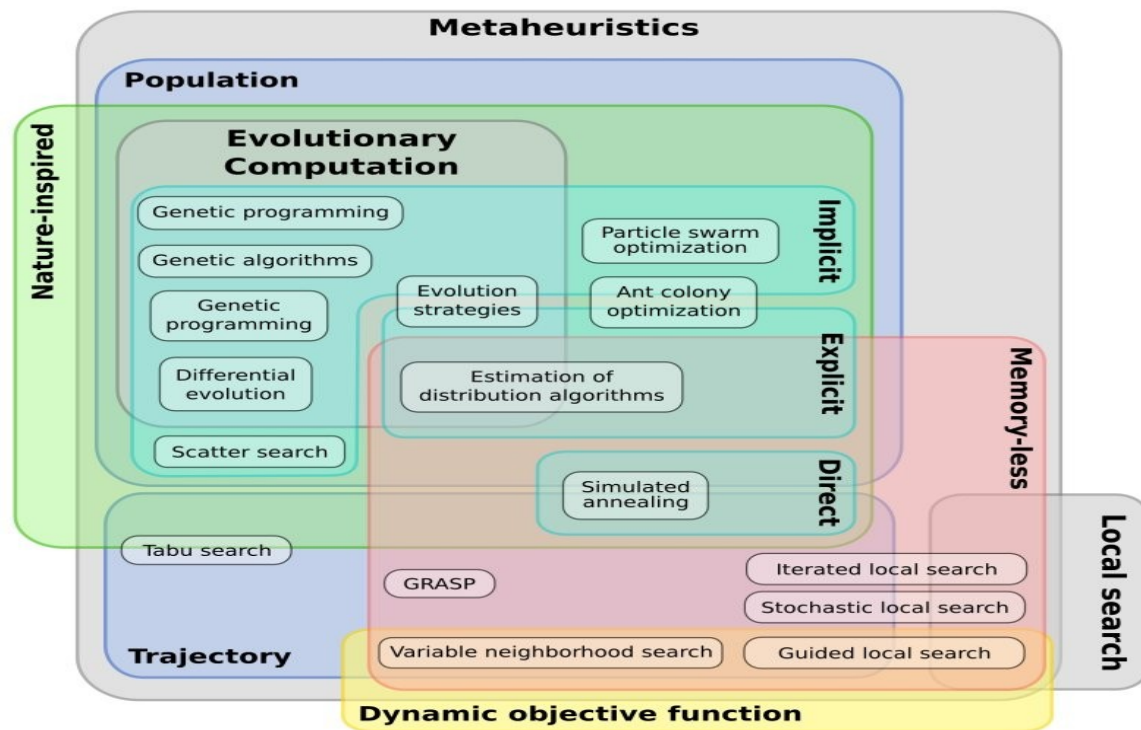 Metaheuristics
Population
Nature-inspired
Evolutionary
Computation
Genetic programming
Implicit
Particle swarm
optimization
Genetic algorithms
Evolution
strategies
Ant colony
optimization
Genetic
programming
Explicit
Memory-less
Differential
evolution
Estimation of
distribution algorithms
Scatter search
Direct
Simulated
annealing
Local search
Tabu search
GRASP
Iterated local search
Stochastic local search
Trajectory
Variable neighborhood search
Guided local search
Dynamic objective function